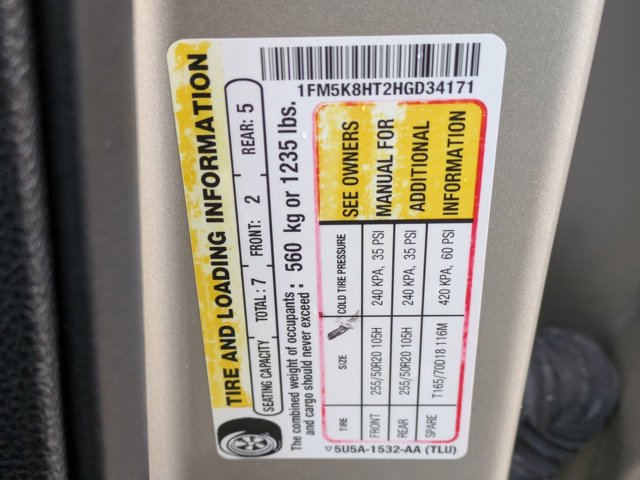 1FM5K8HT2HGD34171
TIRE AND LOADING INFORMATION
SEATING CAPACITY TOTAL: 7 FRONT: 2 REAR: 5
The combined weight of occupants
and cargo should never exceed : 560 kg or 1235 lbs.
TIRE SIZE COLD TIRE PRESSURE SEE OWNERS
FRONT 255/50R20 105H 240 KPA, 35 PSI MANUAL FOR
REAR 255/50R20 105H 240 KPA, 35 PSI ADDITIONAL
SPARE T165/70D18 116M 420 KPA, 60 PSI INFORMATION
5U5A-1532-AA (TLU)